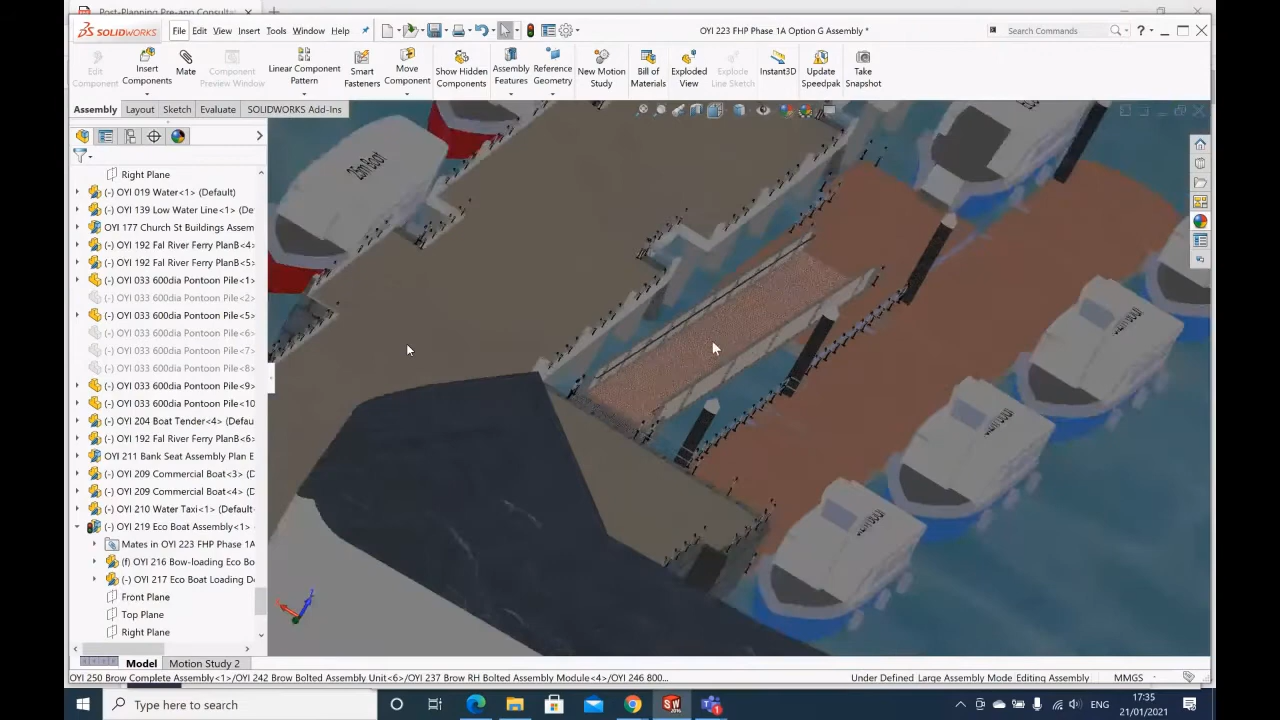 Post-Planning Pre-app Consulta
SOLIDWORKS File Edit View Insert Tools Window Help OYI 223 FHP Phase 1A Option G Assembly * Search Commands ?
Edit Component
Insert Components
Mate
Component Preview Window
Linear Component Pattern
Smart Fasteners
Move Component
Show Hidden Components
Assembly Features
Reference Geometry
New Motion Study
Bill of Materials
Exploded View
Explode Line Sketch
Instant3D
Update Speedpak
Take Snapshot
Assembly Layout Sketch Evaluate SOLIDWORKS Add-Ins
Right Plane
(-) OYI 019 Water<1> (Default)
(-) OYI 139 Low Water Line<1> (De
OYI 177 Church St Buildings Assem
(-) OYI 192 Fal River Ferry PlanB<4>
(-) OYI 192 Fal River Ferry PlanB<5>
(-) OYI 033 600dia Pontoon Pile<1>
(-) OYI 033 600dia Pontoon Pile<2>
(-) OYI 033 600dia Pontoon Pile<5>
(-) OYI 033 600dia Pontoon Pile<6>
(-) OYI 033 600dia Pontoon Pile<7>
(-) OYI 033 600dia Pontoon Pile<8>
(-) OYI 033 600dia Pontoon Pile<9>
(-) OYI 033 600dia Pontoon Pile<10
(-) OYI 204 Boat Tender<4> (Defau
(-) OYI 192 Fal River Ferry PlanB<6>
OYI 211 Bank Seat Assembly Plan E
(-) OYI 209 Commercial Boat<3> (D
(-) OYI 209 Commercial Boat<4> (D
(-) OYI 210 Water Taxi<1> (Default)
(-) OYI 219 Eco Boat Assembly<1>
Mates in OYI 223 FHP Phase 1A
(f) OYI 216 Bow-loading Eco Bo
(-) OYI 217 Eco Boat Loading De
Front Plane
Top Plane
Right Plane
Model Motion Study 2
OYI 250 Brow Complete Assembly<1>/OYI 242 Brow Bolted Assembly Unit<6>/OYI 237 Brow RH Bolted Assembly Module<4>/OYI 246 800... Under Defined Large Assembly Mode Editing Assembly MMGS
Type here to search ENG 17:35
21/01/2021